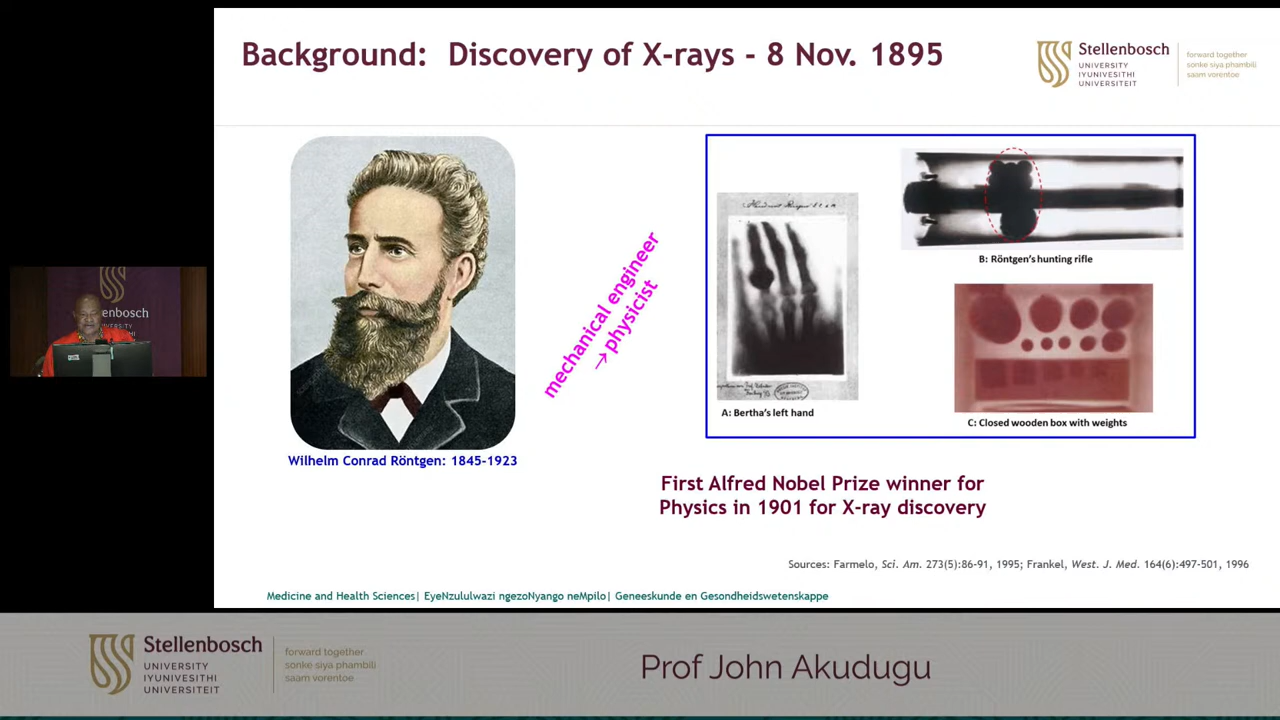 Background: Discovery of X-rays - 8 Nov. 1895
Stellenbosch
UNIVERSITY
IYUNIVESITHI
UNIVERSITEIT
forward together
sonke siya phambili
saam vorentoe
mechanical engineer
→ physicist
B: Röntgen's hunting rifle
A: Bertha's left hand
C: Closed wooden box with weights
Wilhelm Conrad Röntgen: 1845-1923
First Alfred Nobel Prize winner for
Physics in 1901 for X-ray discovery
Sources: Farmelo, Sci. Am. 273(5):86-91, 1995; Frankel, West. J. Med. 164(6):497-501, 1996
Medicine and Health Sciences| EyeNzululwazi ngezoNyango neMpilo| Geneeskunde en Gesondheidswetenskappe
Stellenbosch
UNIVERSITY
IYUNIVESITHI
UNIVERSITEIT
forward together
sonke siya phambili
saam vorentoe
Prof John Akudugu